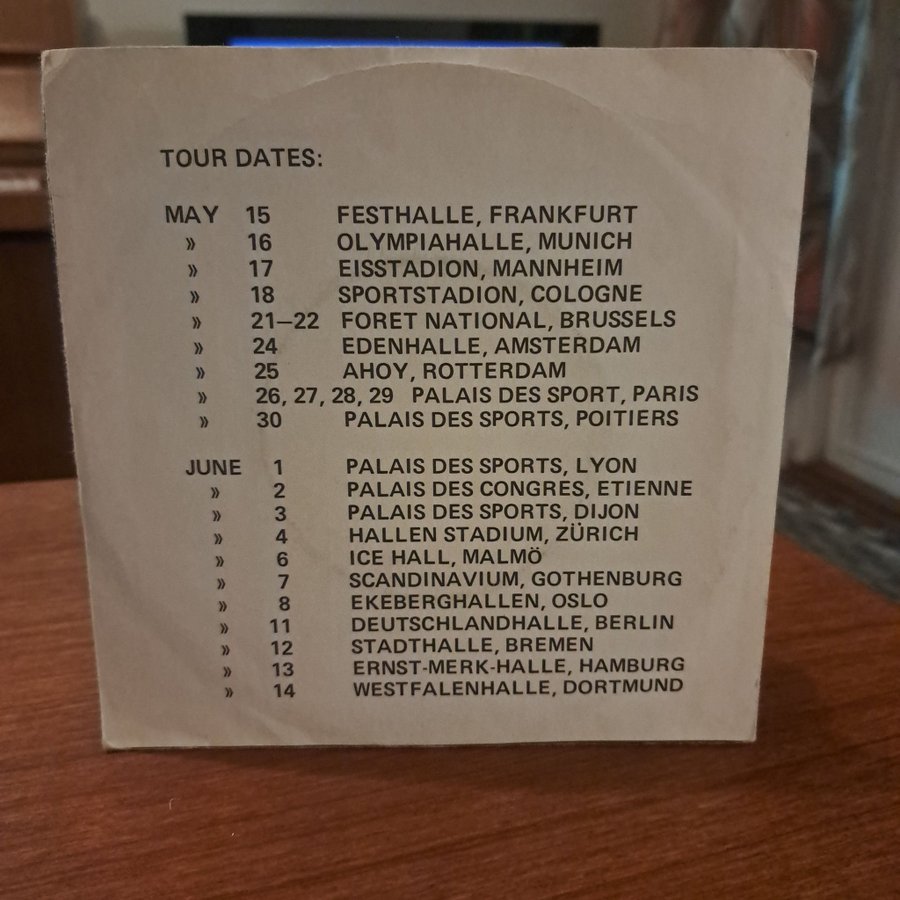 TOUR DATES:
MAY 15 FESTHALLE, FRANKFURT
» 16 OLYMPIAHALLE, MUNICH
» 17 EISSTADION, MANNHEIM
» 18 SPORTSTADION, COLOGNE
» 21–22 FORET NATIONAL, BRUSSELS
» 24 EDENHALLE, AMSTERDAM
» 25 AHOY, ROTTERDAM
» 26, 27, 28, 29 PALAIS DES SPORT, PARIS
» 30 PALAIS DES SPORTS, POITIERS
JUNE 1 PALAIS DES SPORTS, LYON
» 2 PALAIS DES CONGRES, ETIENNE
» 3 PALAIS DES SPORTS, DIJON
» 4 HALLEN STADIUM, ZÜRICH
» 6 ICE HALL, MALMÖ
» 7 SCANDINAVIUM, GOTHENBURG
» 8 EKEBERGHALLEN, OSLO
» 11 DEUTSCHLANDHALLE, BERLIN
» 12 STADTHALLE, BREMEN
» 13 ERNST-MERK-HALLE, HAMBURG
» 14 WESTFALENHALLE, DORTMUND